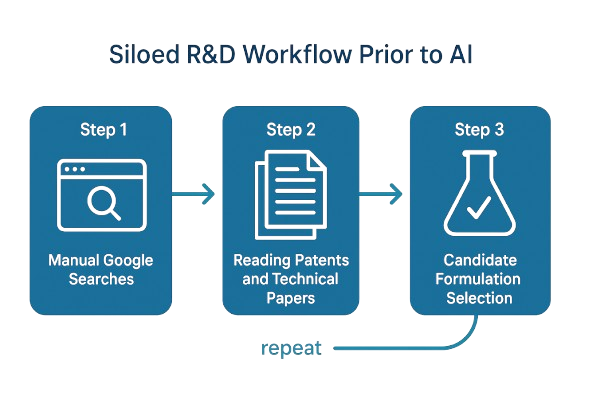 Siloed R&D Workflow Prior to AI
Step 1
Manual Google
Searches
Step 2
Reading Patents
and Technical
Papers
Step 3
Candidate
Formulation
Selection
repeat